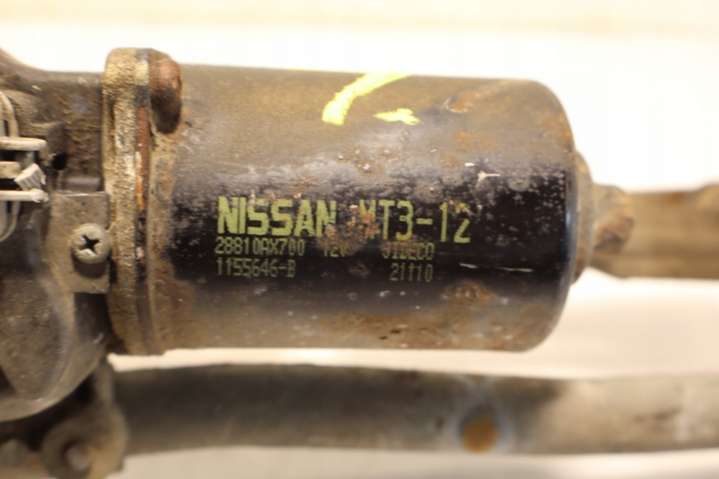 NISSAN MT3-12
28810AX700 12V JIDECO
1155646-B 21110